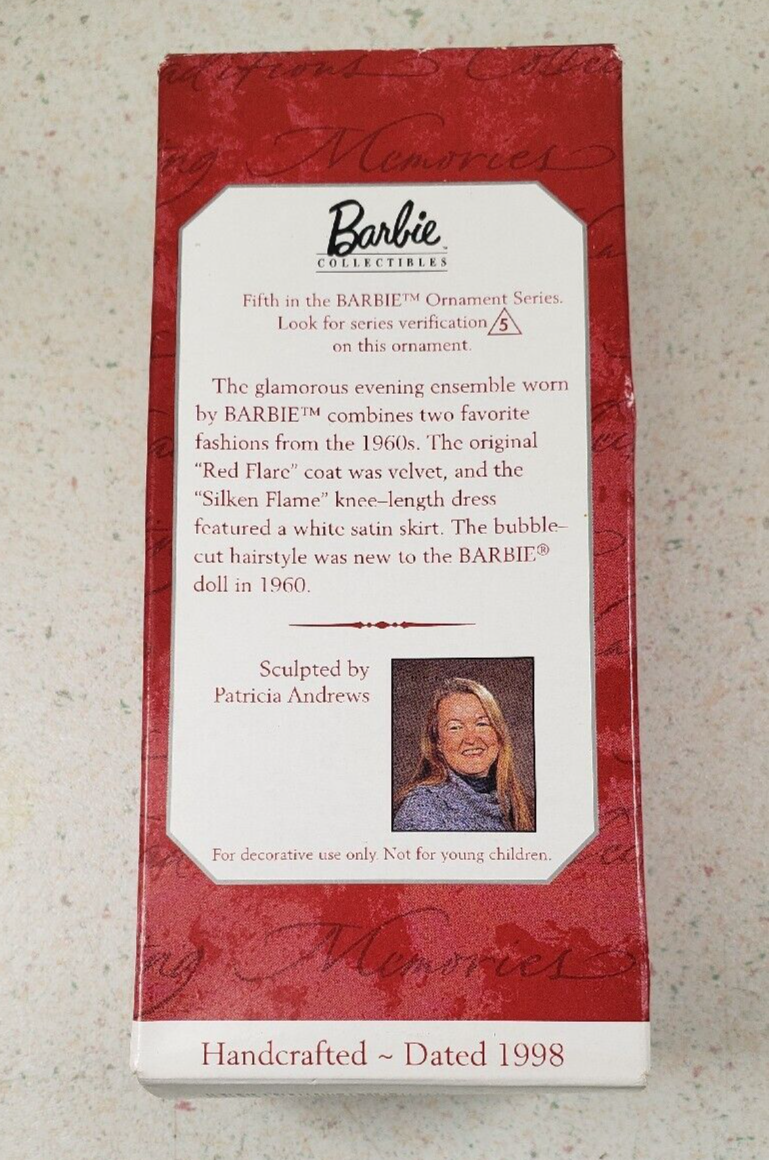 Memories
Barbie™
COLLECTIBLES
Fifth in the BARBIE™ Ornament Series.
Look for series verification 5
on this ornament.
The glamorous evening ensemble worn
by BARBIE™ combines two favorite
fashions from the 1960s. The original
“Red Flare” coat was velvet, and the
“Silken Flame” knee–length dress
featured a white satin skirt. The bubble–
cut hairstyle was new to the BARBIE®
doll in 1960.
Sculpted by
Patricia Andrews
For decorative use only. Not for young children.
Memories
Handcrafted ~ Dated 1998